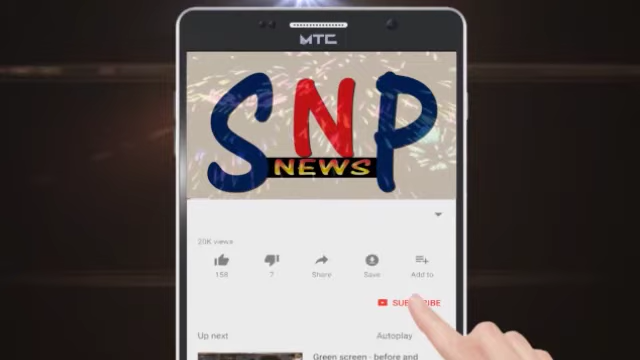 MTC
SNP
NEWS
20K views
158 7 Share Save Add to
SUBSCRIBE
Up next Autoplay
Green screen - before and